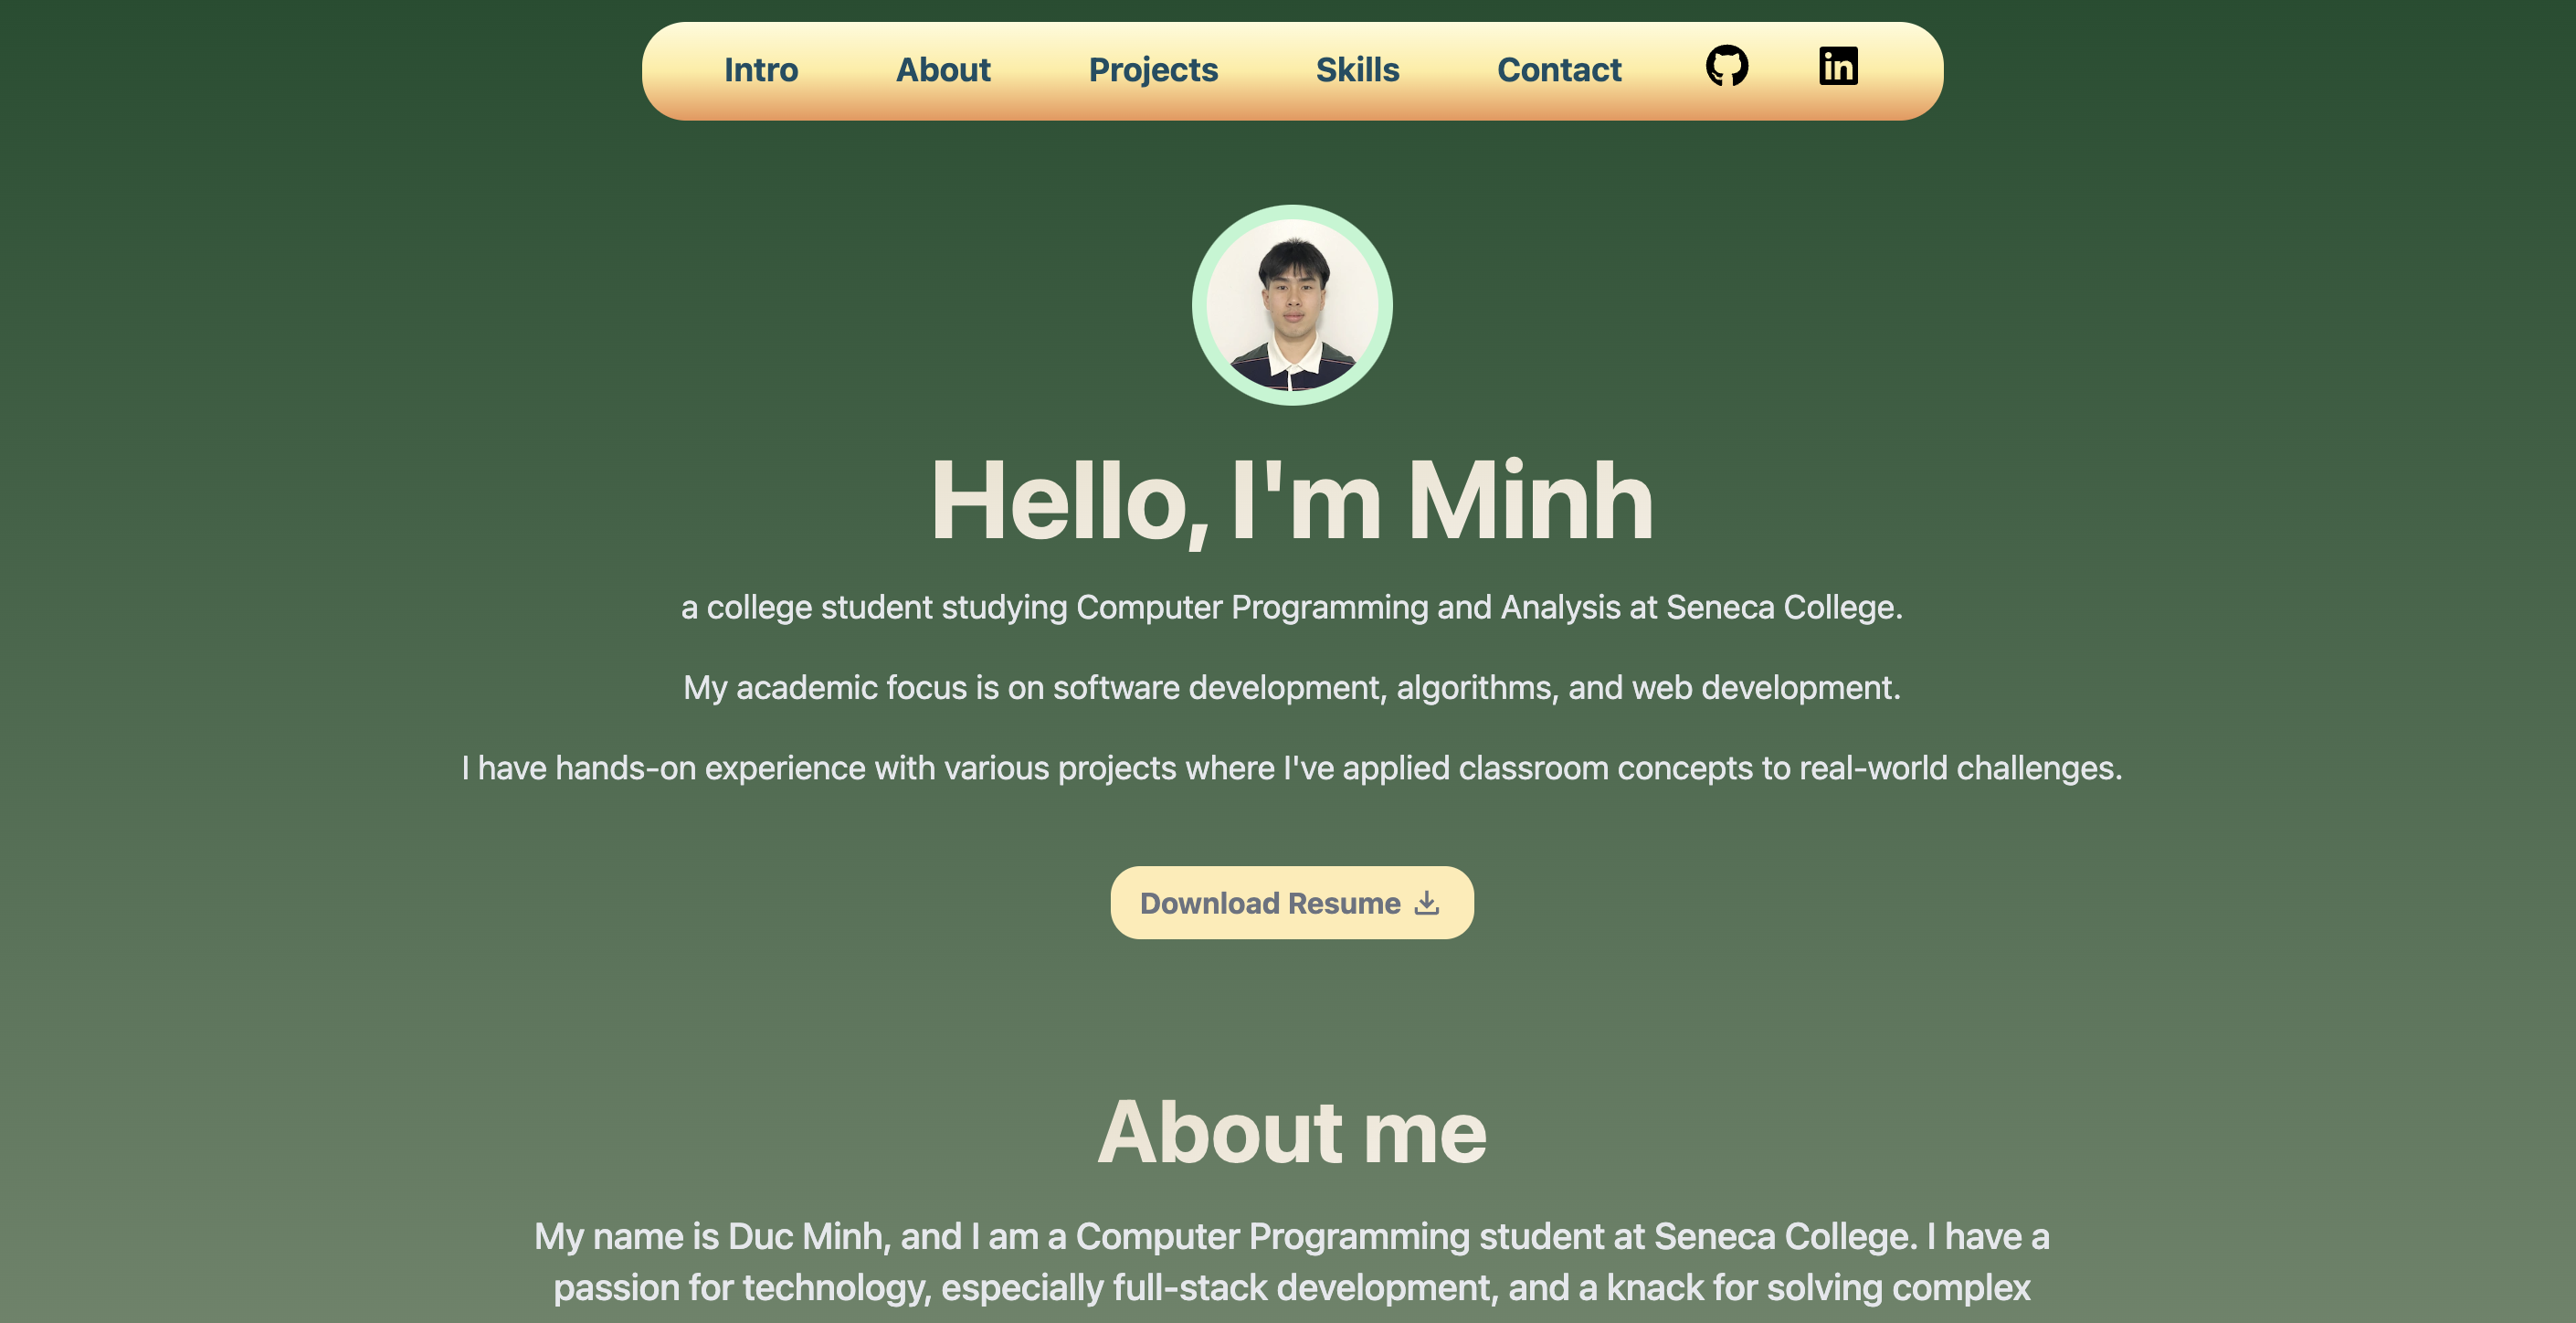 Intro About Projects Skills Contact in
Hello, I'm Minh
a college student studying Computer Programming and Analysis at Seneca College.
My academic focus is on software development, algorithms, and web development.
I have hands-on experience with various projects where I've applied classroom concepts to real-world challenges.
Download Resume
About me
My name is Duc Minh, and I am a Computer Programming student at Seneca College. I have a
passion for technology, especially full-stack development, and a knack for solving complex